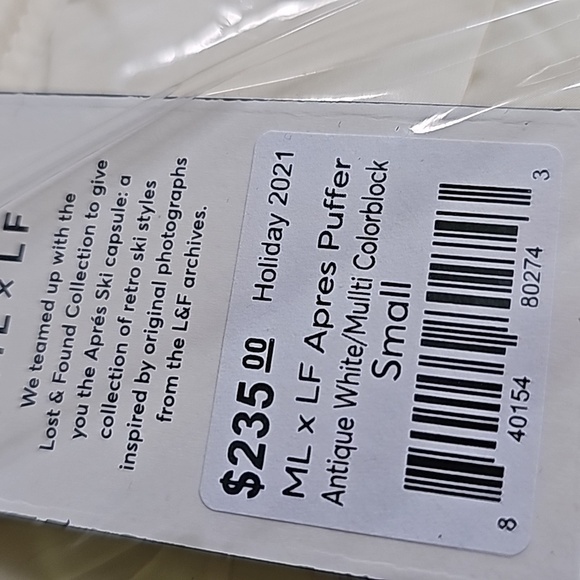 x LF
We teamed up with the
Lost & Found Collection to give
you the Aprés Ski capsule: a
collection of retro ski styles
inspired by original photographs
from the L&F archives.
$235 00 Holiday 2021
ML x LF Apres Puffer
Antique White/Mullti Colorblock
Small
8 40154 80274 3